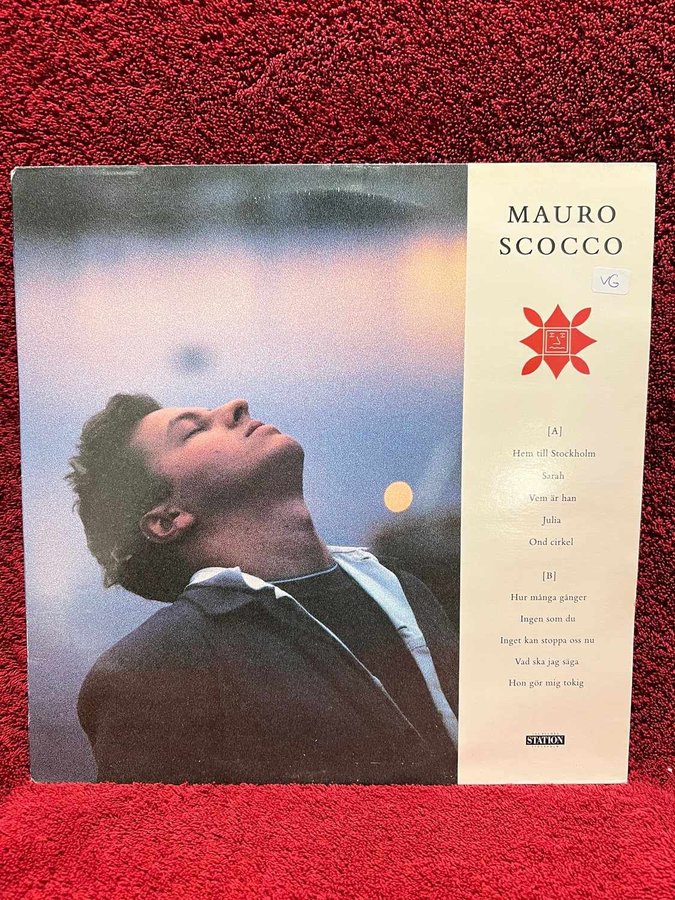 MAURO
SCOCCO
VG
[A]
Hem till Stockholm
Sarah
Vem är han
Julia
Ond cirkel
[B]
Hur många gånger
Ingen som du
Inget kan stoppa oss nu
Vad ska jag säga
Hon gör mig tokig
STATION